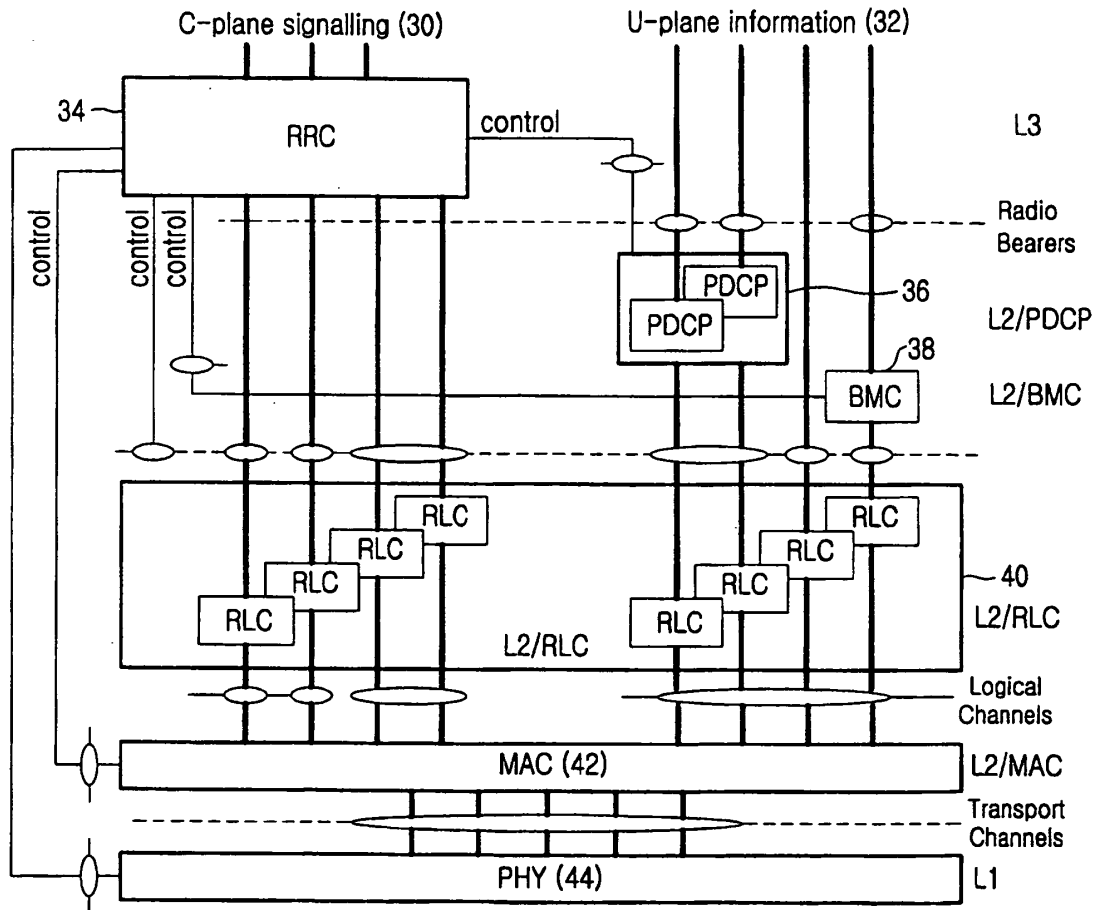 C-plane signalling (30)
U-plane information (32)
34
RRC
control
L3
control
control
control
Radio
Bearers
PDCP
PDCP
36
L2/PDCP
38
BMC
L2/BMC
RLC
RLC
RLC
RLC
RLC
RLC
RLC
RLC
40
L2/RLC
L2/RLC
Logical
Channels
MAC (42)
L2/MAC
Transport
Channels
PHY (44)
L1